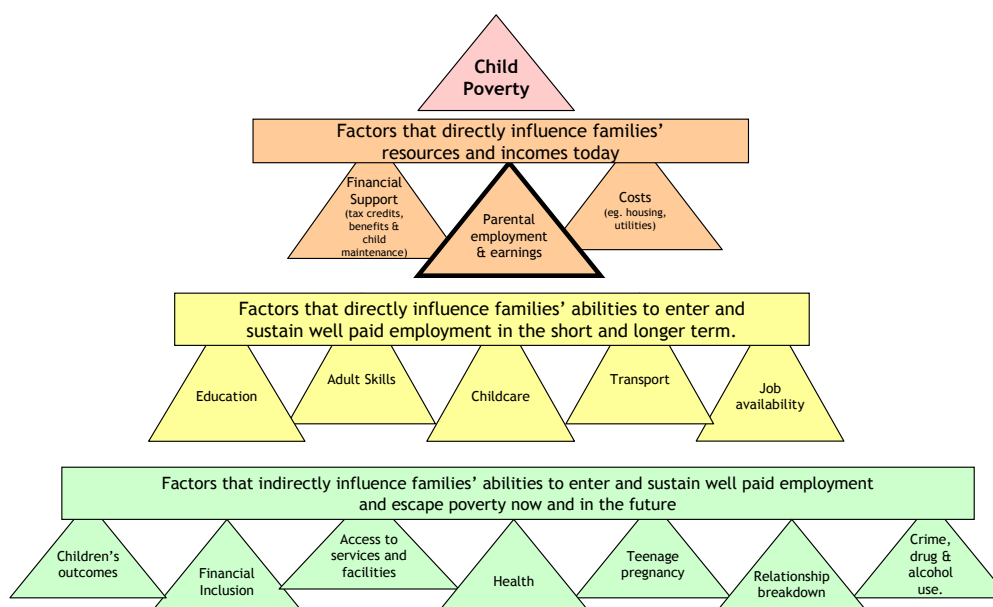 Child
Poverty
Factors that directly influence families’
resources and incomes today
Financial
Support
(tax credits,
benefits &
child
maintenance)
Parental
employment
& earnings
Costs
(eg. housing,
utilities)
Factors that directly influence families’ abilities to enter and
sustain well paid employment in the short and longer term.
Education
Adult Skills
Childcare
Transport
Job
availability
Factors that indirectly influence families’ abilities to enter and sustain well paid employment
and escape poverty now and in the future
Children’s
outcomes
Financial
Inclusion
Access to
services and
facilities
Health
Teenage
pregnancy
Relationship
breakdown
Crime,
drug &
alcohol
use.